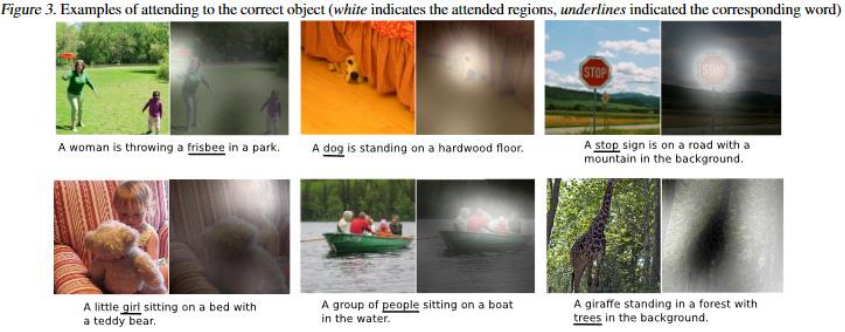 Figure 3. Examples of attending to the correct object (white indicates the attended regions, underlines indicated the corresponding word)
STOP
STOP
A woman is throwing a frisbee in a park.
A dog is standing on a hardwood floor.
A stop sign is on a road with a
mountain in the background.
A little girl sitting on a bed with
a teddy bear.
A group of people sitting on a boat
in the water.
A giraffe standing in a forest with
trees in the background.